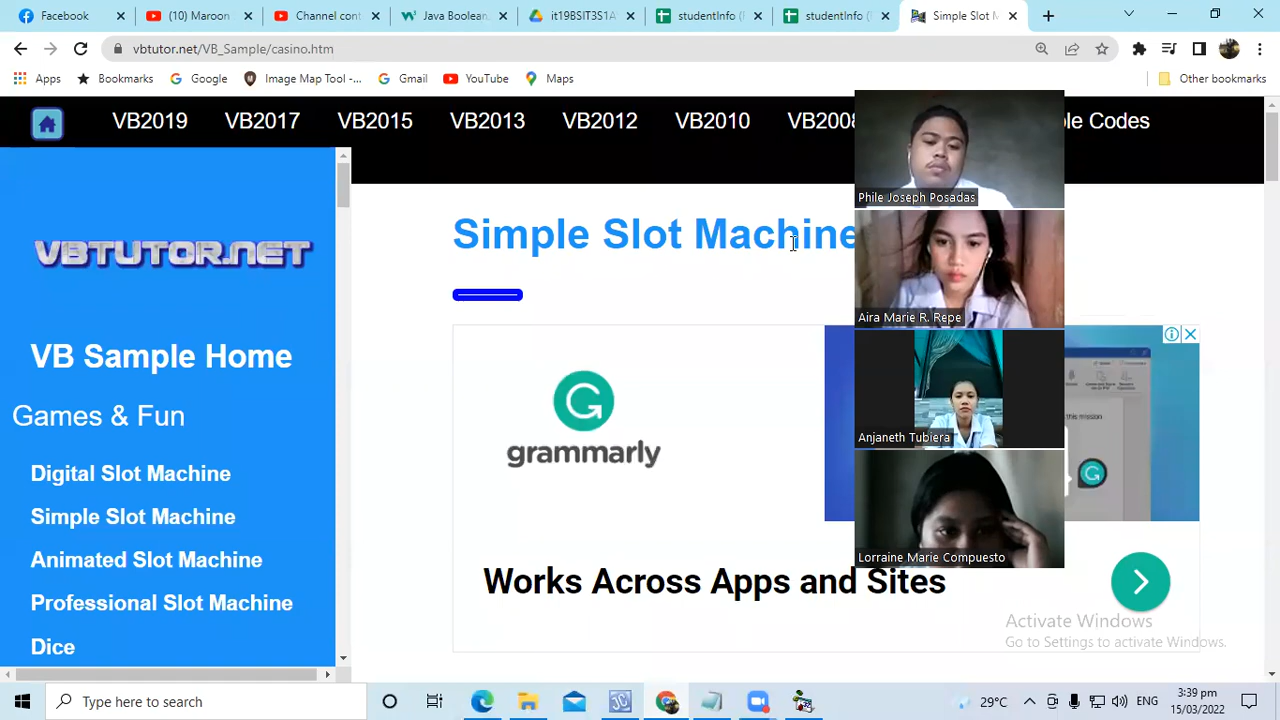 (20) Facebook
(10) Maroon
Channel cont
Java Boolean
it19BSIT3S1A
studentInfo (
studentInfo (
Simple Slot M
vbtutor.net/VB_Sample/casino.htm
Apps
Bookmarks
Google
Image Map Tool -...
Gmail
YouTube
Maps
Other bookmarks
VB2019
VB2017
VB2015
VB2013
VB2012
VB2010
VB2008
le Codes
VBTUTOR.NET
VB Sample Home
Games & Fun
Digital Slot Machine
Simple Slot Machine
Animated Slot Machine
Professional Slot Machine
Dice
Simple Slot Machine
grammarly
Works Across Apps and Sites
this mission
Phile Joseph Posadas
Aira Marie R. Repe
Anjaneth Tubiera
Lorraine Marie Compuesto
Activate Windows
Go to Settings to activate Windows.
Type here to search
29°C
ENG
3:39 pm
15/03/2022